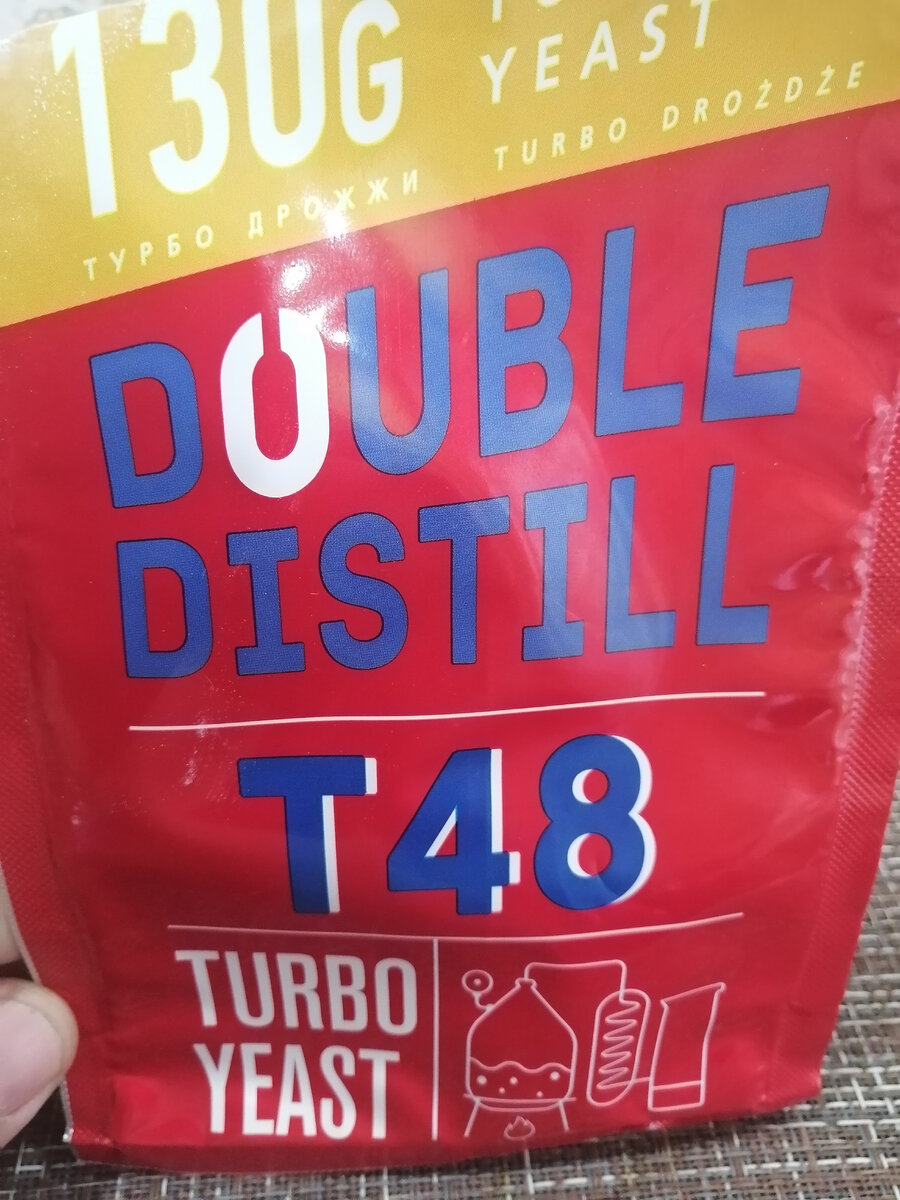 130G
YEAST
ТУРБО ДРОЖЖИ
TURBO DROŻDŻE
DOUBLE
DISTILL
T48
TURBO
YEAST